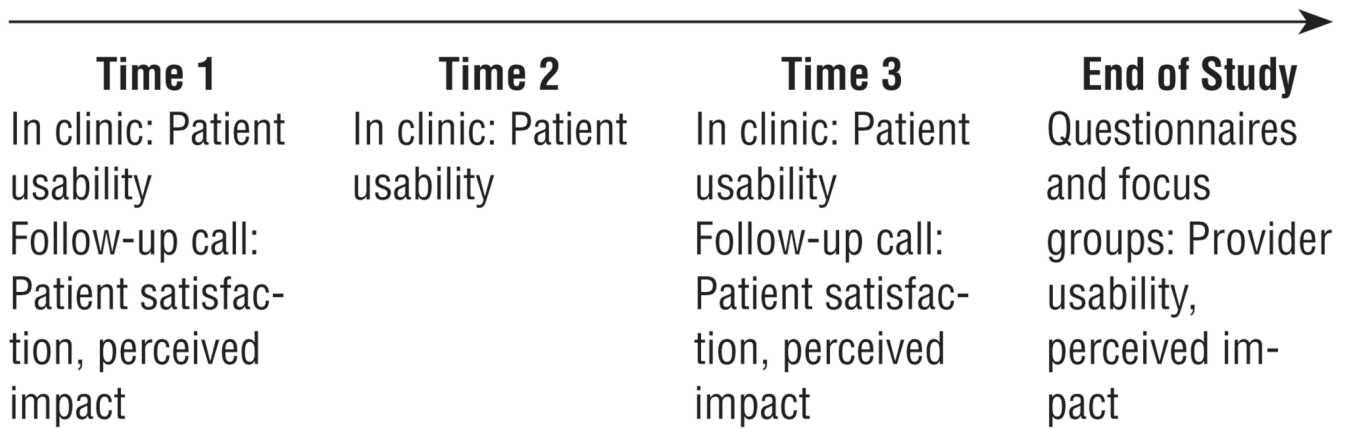 Time 1
In clinic: Patient
usability
Follow-up call:
Patient satisfac-
tion, perceived
impact
Time 2
In clinic: Patient
usability
Time 3
In clinic: Patient
usability
Follow-up call:
Patient satisfac-
tion, perceived
impact
End of Study
Questionnaires
and focus
groups: Provider
usability,
perceived im-
pact